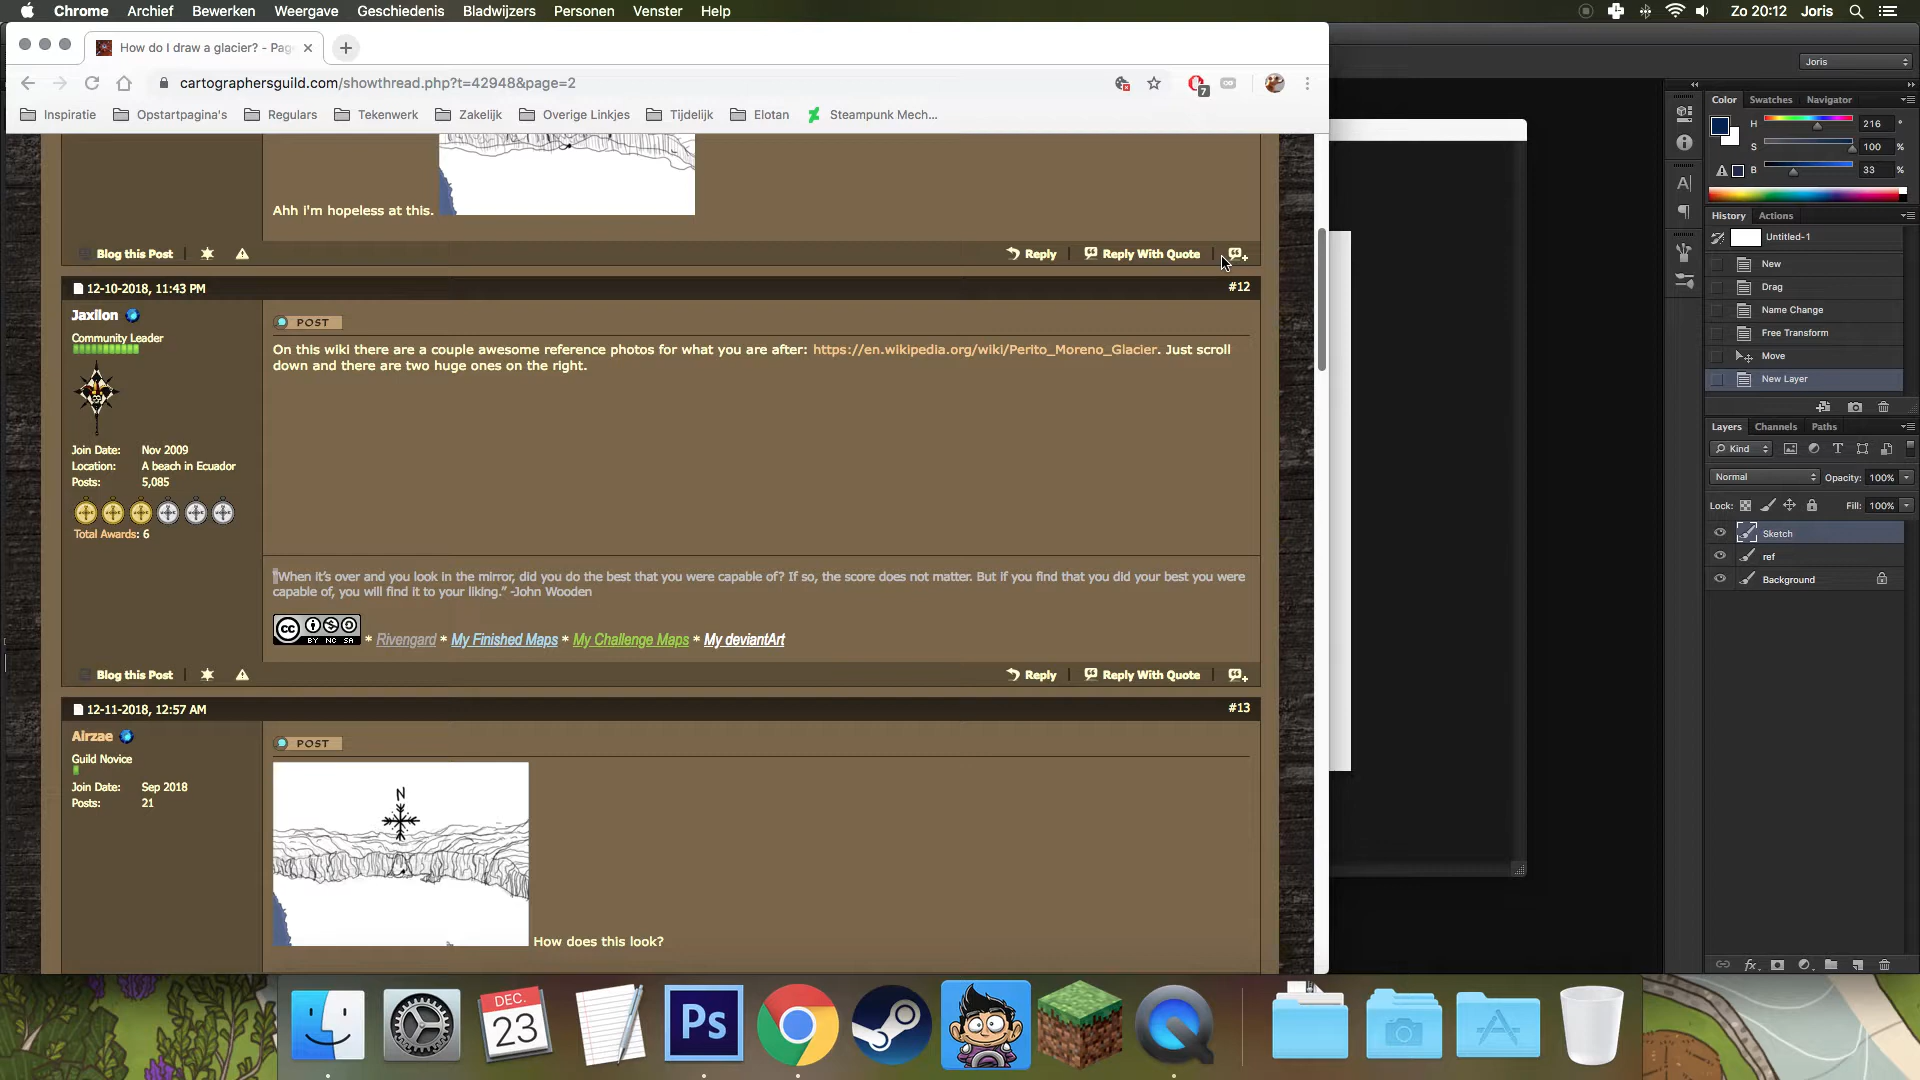 Chrome Archief Bewerken Weergave Geschiedenis Bladwijzers Personen Venster Help Zo 20:12 Joris
How do I draw a glacier? - Pag
cartographersguild.com/showthread.php?t=42948&page=2
7
Inspiratie Opstartpagina's Regulars Tekenwerk Zakelijk Overige Linkjes Tijdelijk Elotan Steampunk Mech...
Ahh i'm hopeless at this.
Blog this Post Reply Reply With Quote
12-10-2018, 11:43 PM #12
Jaxilon
Community Leader
Join Date: Nov 2009
Location: A beach in Ecuador
Posts: 5,085
Total Awards: 6
POST
On this wiki there are a couple awesome reference photos for what you are after: https://en.wikipedia.org/wiki/Perito_Moreno_Glacier. Just scroll
down and there are two huge ones on the right.
"When it's over and you look in the mirror, did you do the best that you were capable of? If so, the score does not matter. But if you find that you did your best you were
capable of, you will find it to your liking." -John Wooden
cc BY NC SA * Rivengard * My Finished Maps * My Challenge Maps * My deviantArt
Blog this Post Reply Reply With Quote
12-11-2018, 12:57 AM #13
Airzae
Guild Novice
Join Date: Sep 2018
Posts: 21
POST
N
How does this look?
Joris
Color Swatches Navigator
H 216 °
S 100 %
B 33 %
History Actions
Untitled-1
New
Drag
Name Change
Free Transform
Move
New Layer
Layers Channels Paths
Kind
Normal Opacity: 100%
Lock: Fill: 100%
Sketch
ref
Background
fx
DEC.
23
Ps